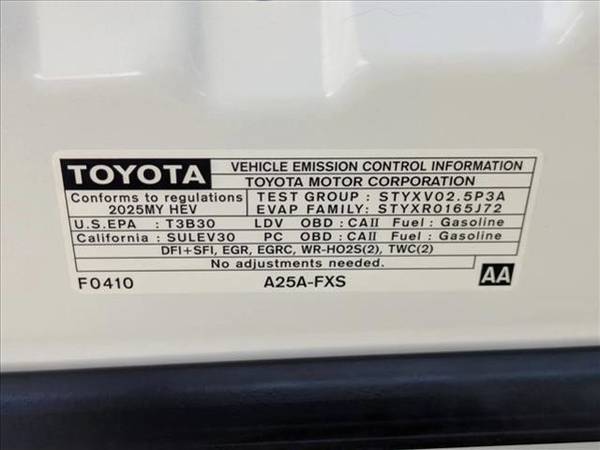 TOYOTA
VEHICLE EMISSION CONTROL INFORMATION
TOYOTA MOTOR CORPORATION
Conforms to regulations
2025MY HEV
TEST GROUP : STYXV02.5P3A
EVAP FAMILY: STYXR0165J72
U.S.EPA : T3B30 LDV OBD : CAII Fuel : Gasoline
California : SULEV30 PC OBD : CAII Fuel : Gasoline
DFI+SFI, EGR, EGRC, WR-HO2S(2), TWC(2)
No adjustments needed.
F0410 A25A-FXS AA